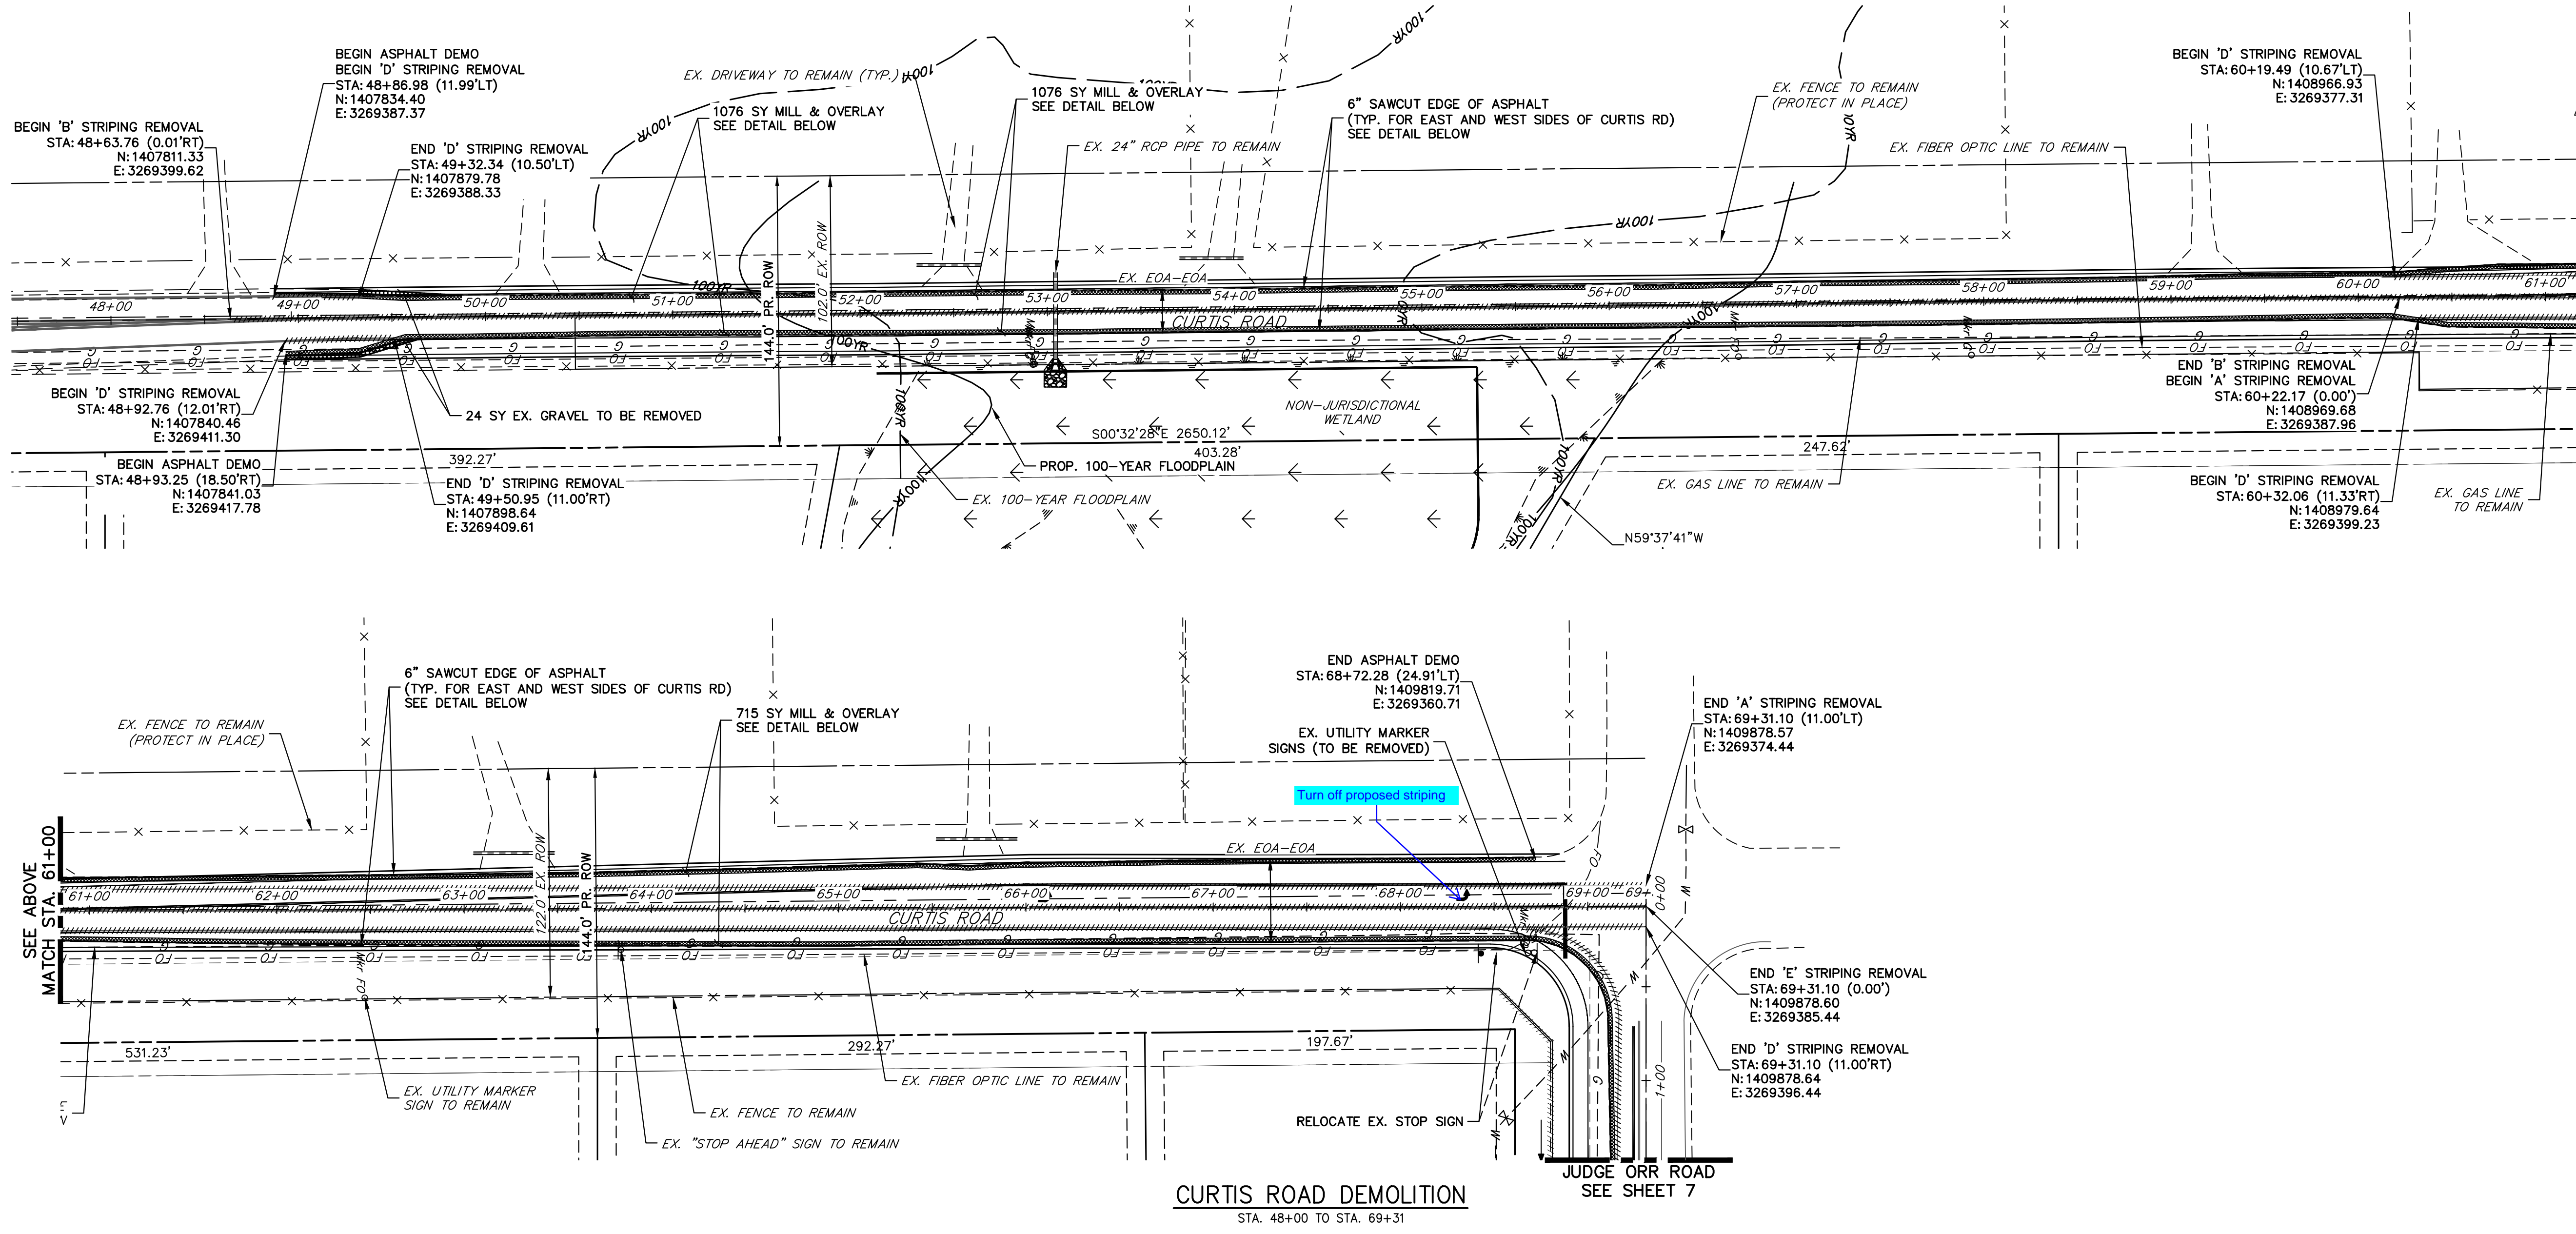 BEGIN ASPHALT DEMO
BEGIN 'D' STRIPING REMOVAL
STA: 48+86.98 (11.99'LT)
N: 1407834.40
E: 3269387.37
BEGIN 'B' STRIPING REMOVAL
STA: 48+63.76 (0.01'RT)
N: 1407811.33
E: 3269399.62
END 'D' STRIPING REMOVAL
STA: 49+32.34 (10.50'LT)
N: 1407879.78
E: 3269388.33
EX. DRIVEWAY TO REMAIN (TYP.)
1076 SY MILL & OVERLAY
SEE DETAIL BELOW
1076 SY MILL & OVERLAY
SEE DETAIL BELOW
EX. 24" RCP PIPE TO REMAIN
6" SAWCUT EDGE OF ASPHALT
(TYP. FOR EAST AND WEST SIDES OF CURTIS RD)
SEE DETAIL BELOW
EX. FENCE TO REMAIN
(PROTECT IN PLACE)
EX. FIBER OPTIC LINE TO REMAIN
BEGIN 'D' STRIPING REMOVAL
STA: 60+19.49 (10.67'LT)
N: 1408966.93
E: 3269377.31
100YR
100YR
100YR
100YR
100YR
100YR
144.0' PR. ROW
102.0' EX. ROW
EX. EOA-EOA
48+00
49+00
50+00
51+00
52+00
53+00
54+00
55+00
56+00
57+00
58+00
59+00
60+00
61+00
CURTIS ROAD
100YR
100YR
100YR
BEGIN 'D' STRIPING REMOVAL
STA: 48+92.76 (12.01'RT)
N: 1407840.46
E: 3269411.30
24 SY EX. GRAVEL TO BE REMOVED
BEGIN ASPHALT DEMO
STA: 48+93.25 (18.50'RT)
N: 1407841.03
E: 3269417.78
END 'D' STRIPING REMOVAL
STA: 49+50.95 (11.00'RT)
N: 1407898.64
E: 3269409.61
392.27'
NON-JURISDICTIONAL
WETLAND
S00°32'28"E 2650.12'
403.28'
PROP. 100-YEAR FLOODPLAIN
EX. 100-YEAR FLOODPLAIN
100YR
100YR
100YR
N59°37'41"W
247.62'
EX. GAS LINE TO REMAIN
END 'B' STRIPING REMOVAL
BEGIN 'A' STRIPING REMOVAL
STA: 60+22.17 (0.00')
N: 1408969.68
E: 3269387.96
BEGIN 'D' STRIPING REMOVAL
STA: 60+32.06 (11.33'RT)
N: 1408979.64
E: 3269399.23
EX. GAS LINE
TO REMAIN
6" SAWCUT EDGE OF ASPHALT
(TYP. FOR EAST AND WEST SIDES OF CURTIS RD)
SEE DETAIL BELOW
EX. FENCE TO REMAIN
(PROTECT IN PLACE)
715 SY MILL & OVERLAY
SEE DETAIL BELOW
END ASPHALT DEMO
STA: 68+72.28 (24.91'LT)
N: 1409819.71
E: 3269360.71
EX. UTILITY MARKER
SIGNS (TO BE REMOVED)
Turn off proposed striping
END 'A' STRIPING REMOVAL
STA: 69+31.10 (11.00'LT)
N: 1409878.57
E: 3269374.44
SEE ABOVE
MATCH STA. 61+00
EX. EOA-EOA
61+00
62+00
63+00
64+00
65+00
66+00
67+00
68+00
69+00
69+
0+00
CURTIS ROAD
122.0' EX. ROW
144.0' PR. ROW
END 'E' STRIPING REMOVAL
STA: 69+31.10 (0.00')
N: 1409878.60
E: 3269385.44
END 'D' STRIPING REMOVAL
STA: 69+31.10 (11.00'RT)
N: 1409878.64
E: 3269396.44
1+00
531.23'
292.27'
197.67'
EX. UTILITY MARKER
SIGN TO REMAIN
EX. FIBER OPTIC LINE TO REMAIN
EX. FENCE TO REMAIN
EX. "STOP AHEAD" SIGN TO REMAIN
RELOCATE EX. STOP SIGN
JUDGE ORR ROAD
SEE SHEET 7
CURTIS ROAD DEMOLITION
STA. 48+00 TO STA. 69+31